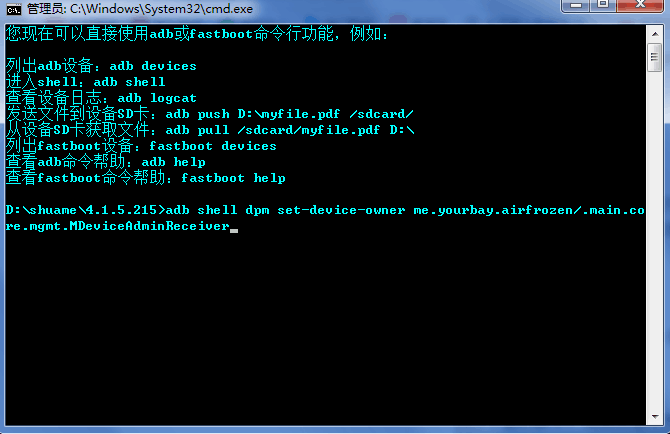 管理员: C:\Windows\System32\cmd.exe
您现在可以直接使用adb或fastboot命令行功能，例如：
列出adb设备：adb devices
进入shell：adb shell
查看设备日志：adb logcat
发送文件到设备SD卡：adb push D:\myfile.pdf /sdcard/
从设备SD卡获取文件：adb pull /sdcard/myfile.pdf D:\
列出fastboot设备：fastboot devices
查看adb命令帮助：adb help
查看fastboot命令帮助：fastboot help
D:\shuame\4.1.5.215>adb shell dpm set-device-owner me.yourbay.airfrozen/.main.co
re.mgmt.MDeviceAdminReceiver